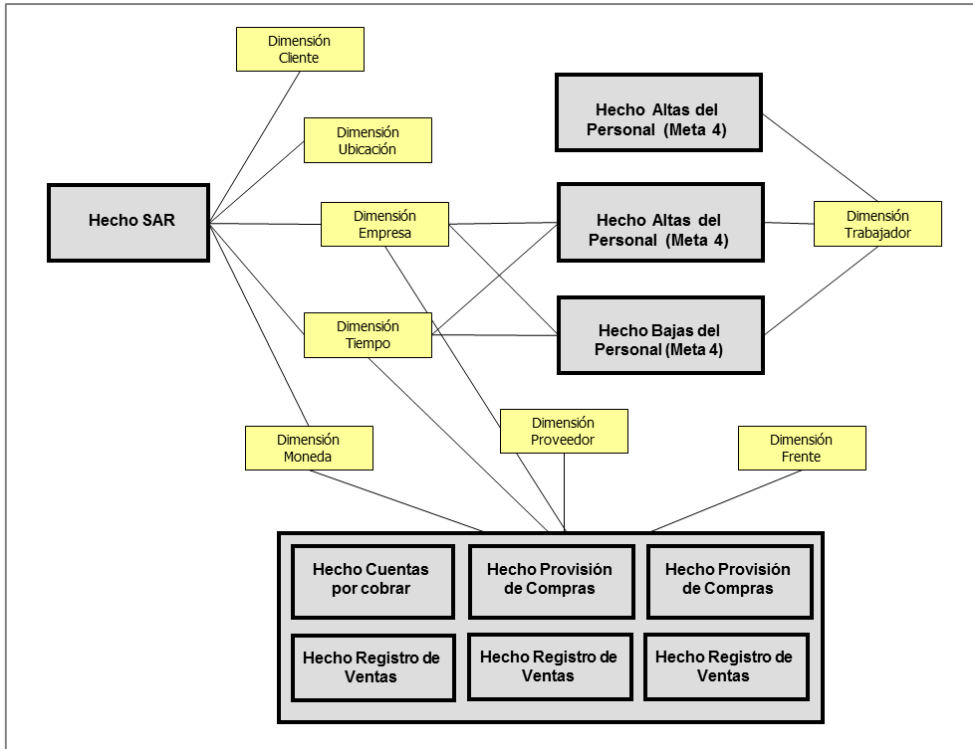 Dimensión
Cliente
Hecho Altas del
Personal (Meta 4)
Dimensión
Ubicación
Hecho SAR
Dimensión
Empresa
Hecho Altas del
Personal (Meta 4)
Dimensión
Trabajador
Dimensión
Tiempo
Hecho Bajas del
Personal (Meta 4)
Dimensión
Moneda
Dimensión
Proveedor
Dimensión
Frente
Hecho Cuentas
por cobrar
Hecho Provisión
de Compras
Hecho Provisión
de Compras
Hecho Registro de
Ventas
Hecho Registro de
Ventas
Hecho Registro de
Ventas